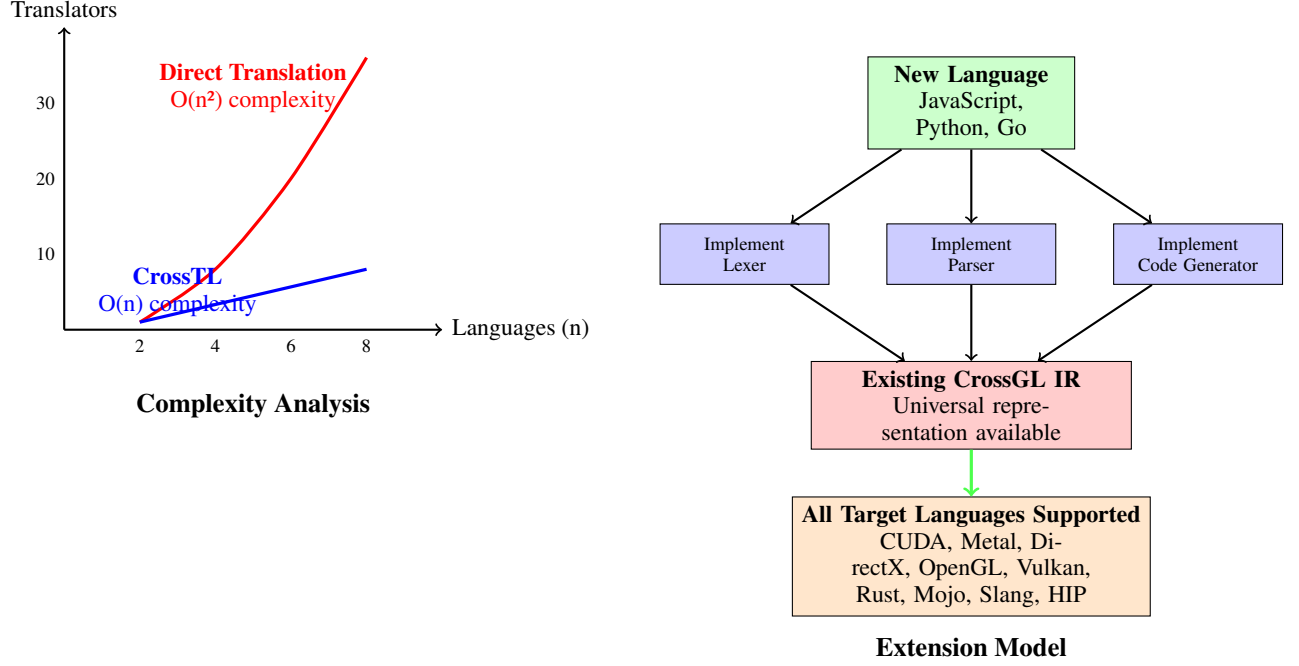 Translators
Direct Translation
O(n²) complexity
30
20
10
CrossTL
O(n) complexity
Languages (n)
2
4
6
8
Complexity Analysis
New Language
JavaScript,
Python, Go
Implement
Lexer
Implement
Parser
Implement
Code Generator
Existing CrossGL IR
Universal repre-
sentation available
All Target Languages Supported
CUDA, Metal, Di-
rectX, OpenGL, Vulkan,
Rust, Mojo, Slang, HIP
Extension Model